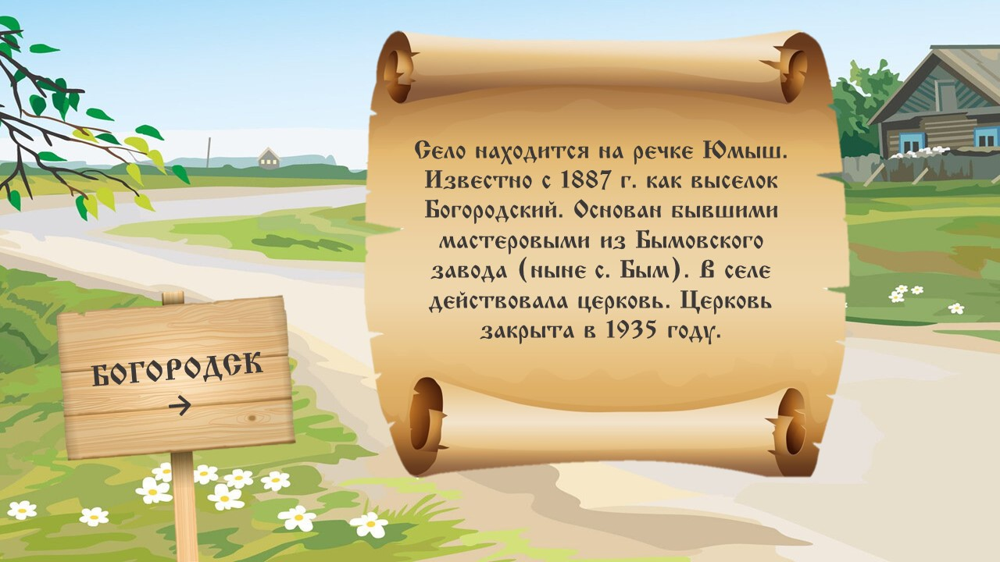 Село находится на речке Юмыш.
Известно с 1887 г. как выселок
Богородский. Основан бывшими
мастеровыми из Бымовского
завода (ныне с. Бым). В селе
действовала церковь. Церковь
закрыта в 1935 году.
БОГОРОДСК
→